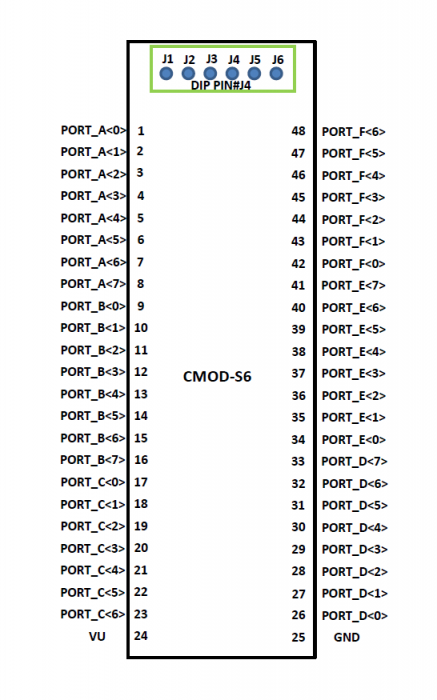 J1 J2 J3 J4 J5 J6
DIP PIN#J4
PORT_A<0> 1 48 PORT_F<6>
PORT_A<1> 2 47 PORT_F<5>
PORT_A<2> 3 46 PORT_F<4>
PORT_A<3> 4 45 PORT_F<3>
PORT_A<4> 5 44 PORT_F<2>
PORT_A<5> 6 43 PORT_F<1>
PORT_A<6> 7 42 PORT_F<0>
PORT_A<7> 8 41 PORT_E<7>
PORT_B<0> 9 40 PORT_E<6>
PORT_B<1> 10 39 PORT_E<5>
PORT_B<2> 11 38 PORT_E<4>
PORT_B<3> 12 37 PORT_E<3>
CMOD-S6
PORT_B<4> 13 36 PORT_E<2>
PORT_B<5> 14 35 PORT_E<1>
PORT_B<6> 15 34 PORT_E<0>
PORT_B<7> 16 33 PORT_D<7>
PORT_C<0> 17 32 PORT_D<6>
PORT_C<1> 18 31 PORT_D<5>
PORT_C<2> 19 30 PORT_D<4>
PORT_C<3> 20 29 PORT_D<3>
PORT_C<4> 21 28 PORT_D<2>
PORT_C<5> 22 27 PORT_D<1>
PORT_C<6> 23 26 PORT_D<0>
VU 24 25 GND